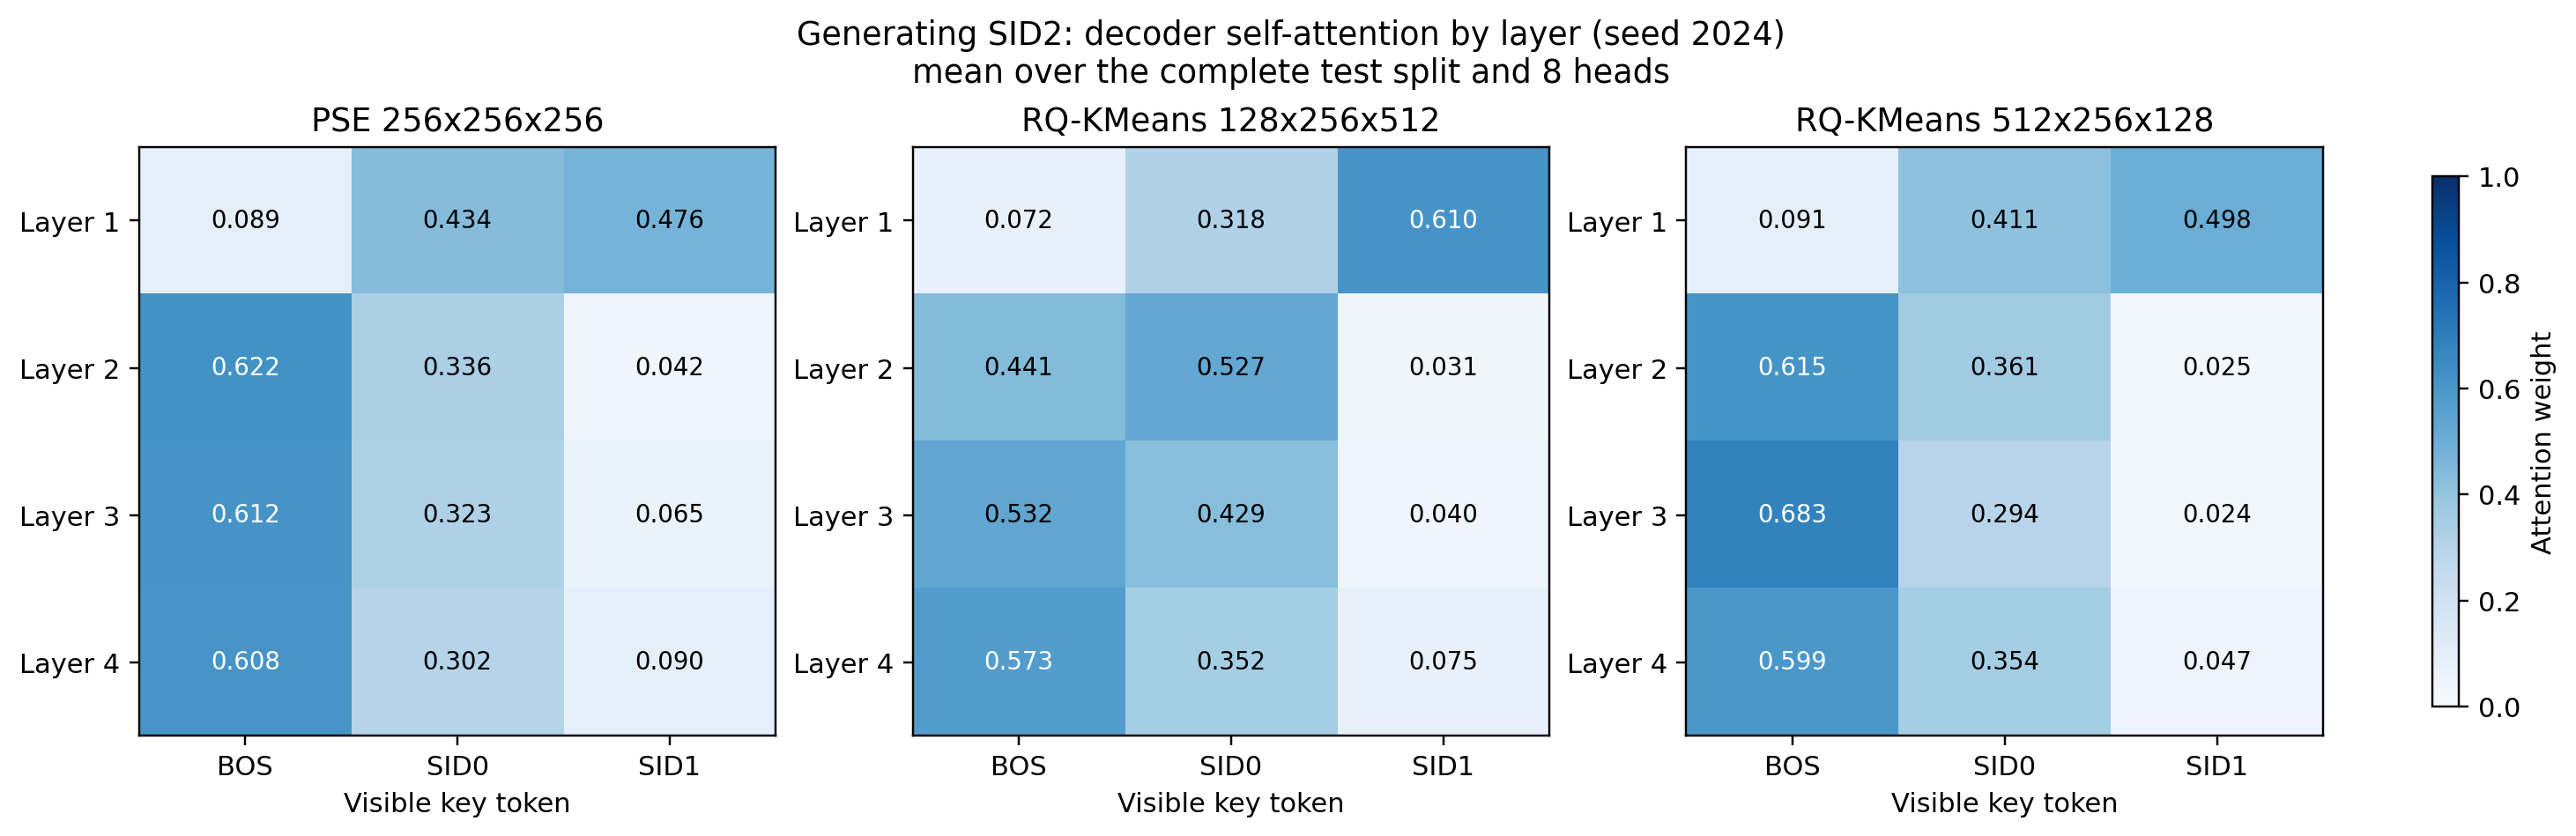 Generating SID2: decoder self-attention by layer (seed 2024)
mean over the complete test split and 8 heads
PSE 256x256x256
Layer 1 0.089 0.434 0.476
Layer 2 0.622 0.336 0.042
Layer 3 0.612 0.323 0.065
Layer 4 0.608 0.302 0.090
BOS SID0 SID1
Visible key token
RQ-KMeans 128x256x512
Layer 1 0.072 0.318 0.610
Layer 2 0.441 0.527 0.031
Layer 3 0.532 0.429 0.040
Layer 4 0.573 0.352 0.075
BOS SID0 SID1
Visible key token
RQ-KMeans 512x256x128
Layer 1 0.091 0.411 0.498
Layer 2 0.615 0.361 0.025
Layer 3 0.683 0.294 0.024
Layer 4 0.599 0.354 0.047
BOS SID0 SID1
Visible key token
1.0
0.8
0.6
0.4
0.2
0.0
Attention weight